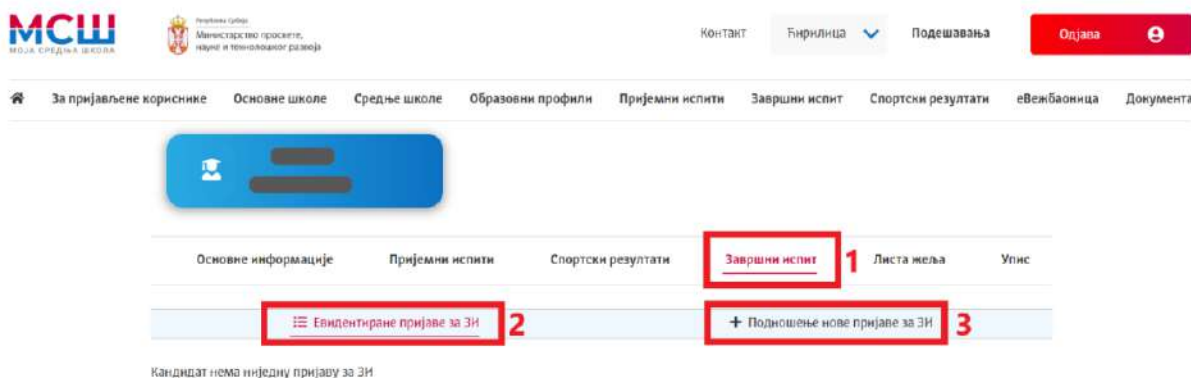 МСШ
МОЈА СРЕДЊА ШКОЛА
Република Србија
Министарство просвете,
науке и технолошког развоја
Контакт
Ћирилица
Подешавања
Одјава
За пријављене кориснике
Основне школе
Средње школе
Образовни профили
Пријемни испити
Завршни испит
Спортски резултати
еВежбаоница
Документа
Основне информације
Пријемни испити
Спортски резултати
Завршни испит
1
Листа жеља
Упис
Евидентиране пријаве за ЗИ
2
+ Подношење нове пријаве за ЗИ
3
Кандидат нема ниједну пријаву за ЗИ